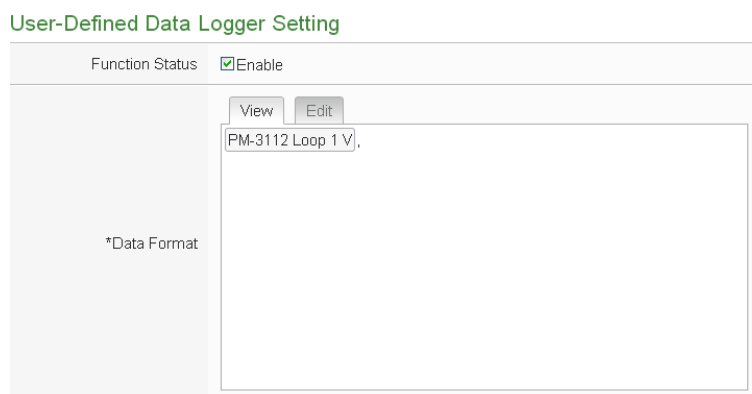 User-Defined Data Logger Setting
Function Status Enable
View Edit
PM-3112 Loop 1 V,
*Data Format